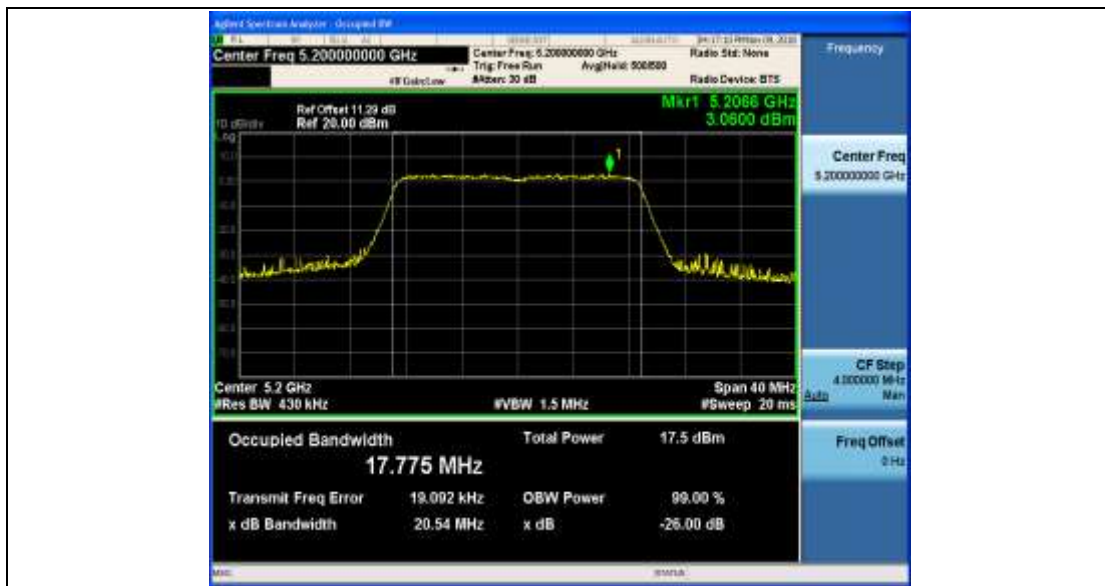 Agilent Spectrum Analyzer - Occupied BW
Center Freq 5.200000000 GHz
Center Freq: 5.200000000 GHz
Trig: Free Run Avg|Hold: 500/500
#IFGain:Low #Atten: 30 dB
Radio Std: None
Radio Device: BTS
Frequency
Ref Offset 11.29 dB
10 dB/div Ref 20.00 dBm
Log
Mkr1 5.2066 GHz
3.0600 dBm
1
Center Freq
5.200000000 GHz
Center 5.2 GHz Span 40 MHz
#Res BW 430 kHz #VBW 1.5 MHz #Sweep 20 ms
CF Step
4.000000 MHz
Auto Man
Occupied Bandwidth Total Power 17.5 dBm
17.775 MHz
Freq Offset
0 Hz
Transmit Freq Error 19.092 kHz OBW Power 99.00 %
x dB Bandwidth 20.54 MHz x dB -26.00 dB
MSG STATUS